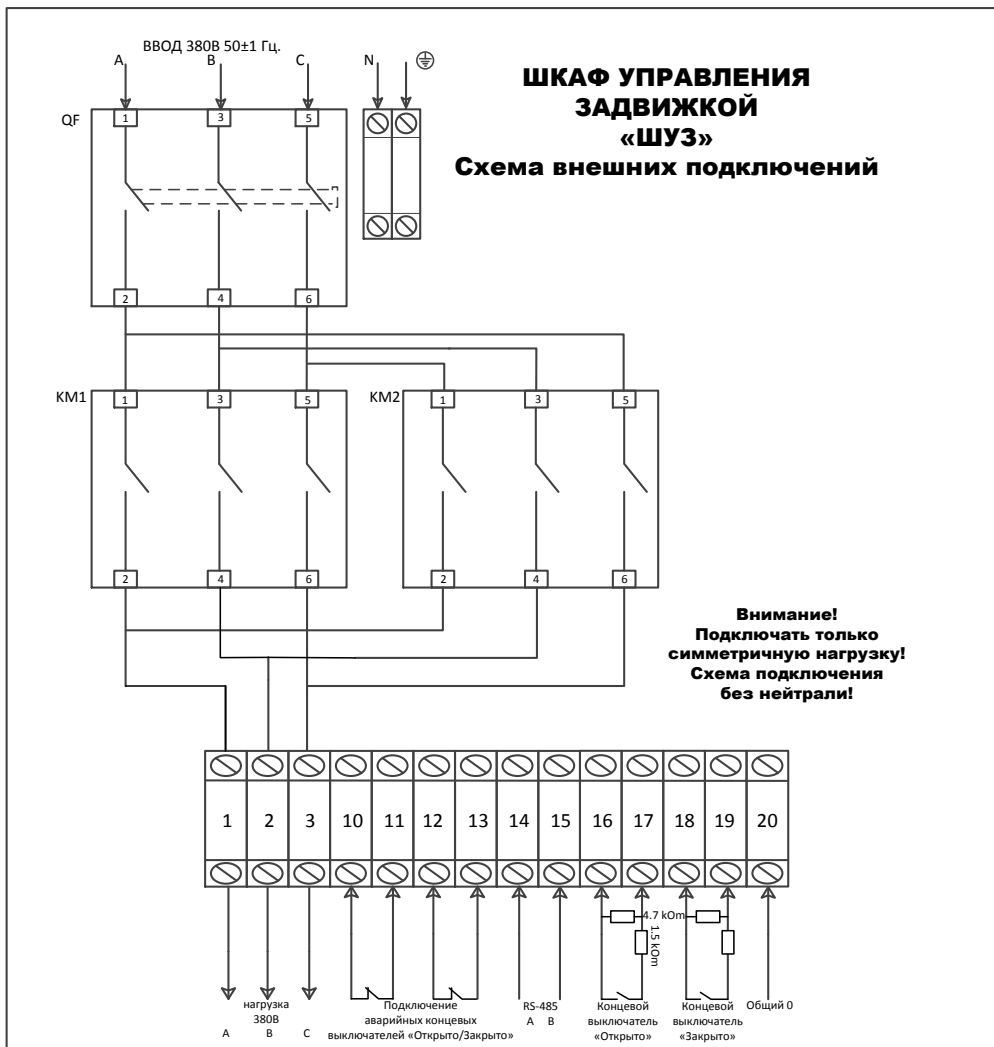 ВВОД 380В 50±1 Гц.
A B C N
ШКАФ УПРАВЛЕНИЯ
ЗАДВИЖКОЙ
«ШУЗ»
Схема внешних подключений
QF
1 3 5
2 4 6
КМ1
1 3 5
КМ2
1 3 5
2 4 6
2 4 6
Внимание!
Подключать только
симметричную нагрузку!
Схема подключения
без нейтрали!
1 2 3 10 11 12 13 14 15 16 17 18 19 20
4.7 kOm
1.5 kOm
нагрузка
380В
A B C
Подключение
аварийных концевых
выключателей «Открыто/Закрыто»
RS-485
A B
Концевой
выключатель
«Открыто»
Концевой
выключатель
«Закрыто»
Общий 0